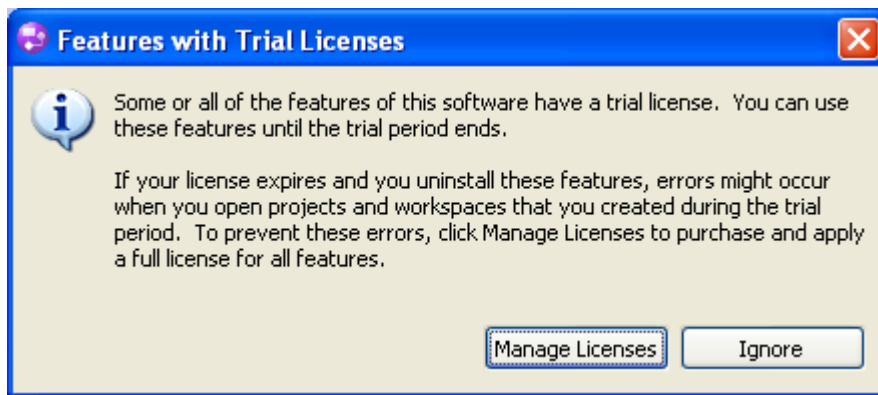 Features with Trial Licenses
Some or all of the features of this software have a trial license. You can use
these features until the trial period ends.
If your license expires and you uninstall these features, errors might occur
when you open projects and workspaces that you created during the trial
period. To prevent these errors, click Manage Licenses to purchase and apply
a full license for all features.
Manage Licenses Ignore